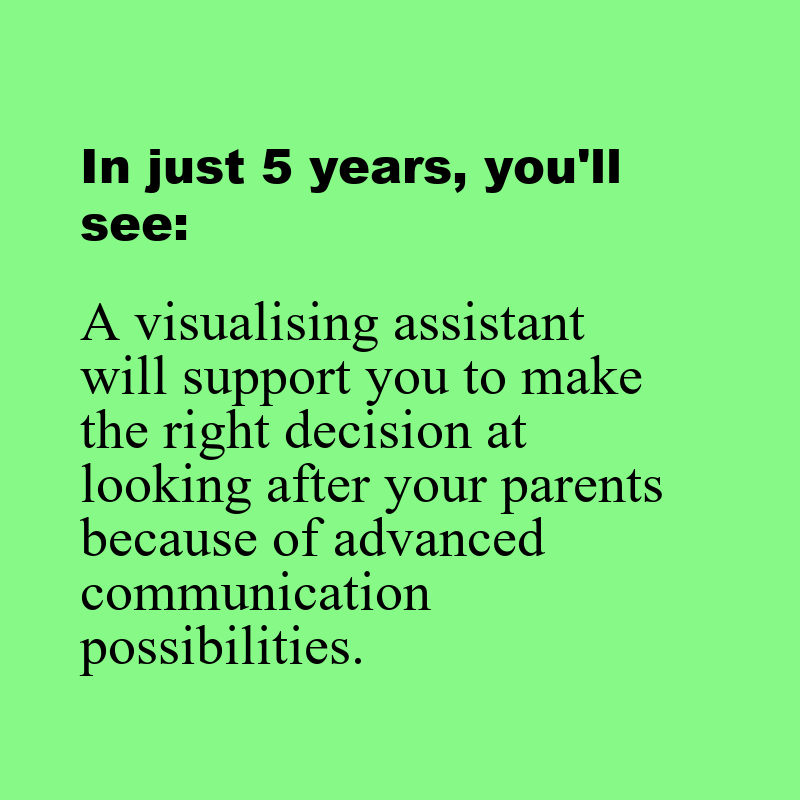 In just 5 years, you'll
see:
A visualising assistant
will support you to make
the right decision at
looking after your parents
because of advanced
communication
possibilities.